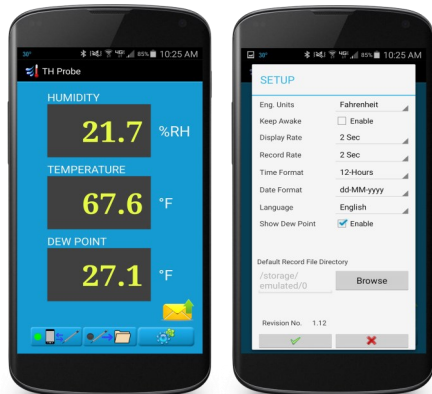 30° 85% 10:25 AM
TH Probe
HUMIDITY
21.7 %RH
TEMPERATURE
67.6 °F
DEW POINT
27.1 °F
30° 85% 10:25 AM
SETUP
Eng. Units Fahrenheit
Keep Awake Enable
Display Rate 2 Sec
Record Rate 2 Sec
Time Format 12-Hours
Date Format dd-MM-yyyy
Language English
Show Dew Point Enable
Default Record File Directory
/storage/
emulated/0
Browse
Revision No. 1.12